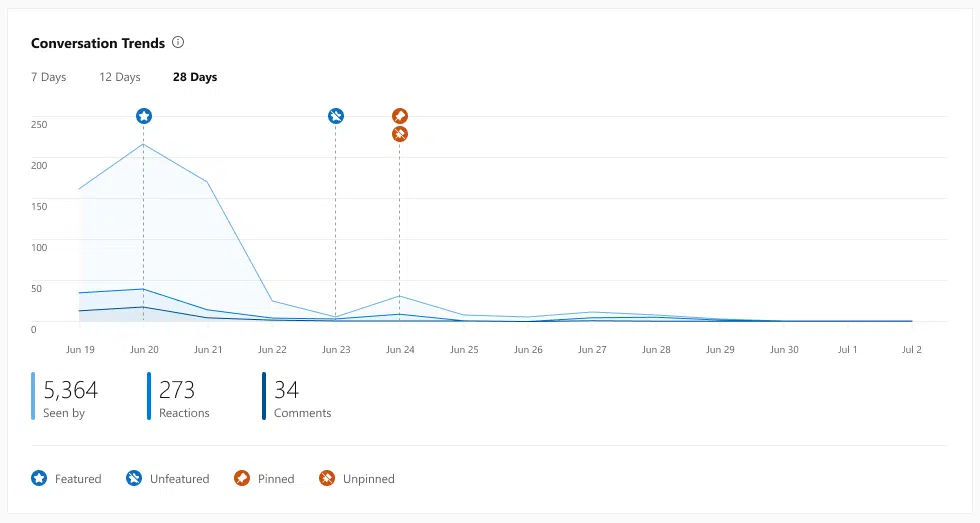 Conversation Trends
7 Days 12 Days 28 Days
250
200
150
100
50
0
Jun 19 Jun 20 Jun 21 Jun 22 Jun 23 Jun 24 Jun 25 Jun 26 Jun 27 Jun 28 Jun 29 Jun 30 Jul 1 Jul 2
5,364 273 34
Seen by Reactions Comments
Featured Unfeatured Pinned Unpinned